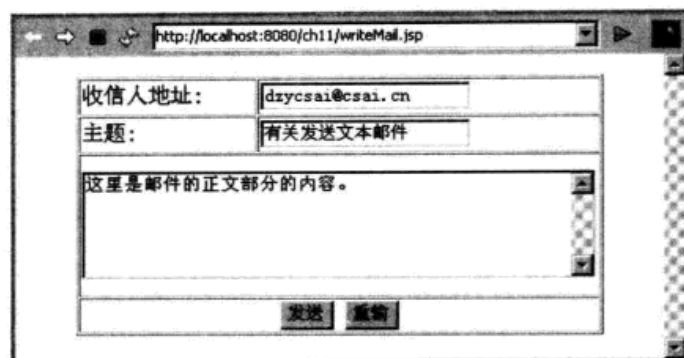 http://localhost:8080/ch11/writeMail.jsp
收信人地址: dzycsai@csai.cn
主题: 有关发送文本邮件
这里是邮件的正文部分的内容。
发送 重输